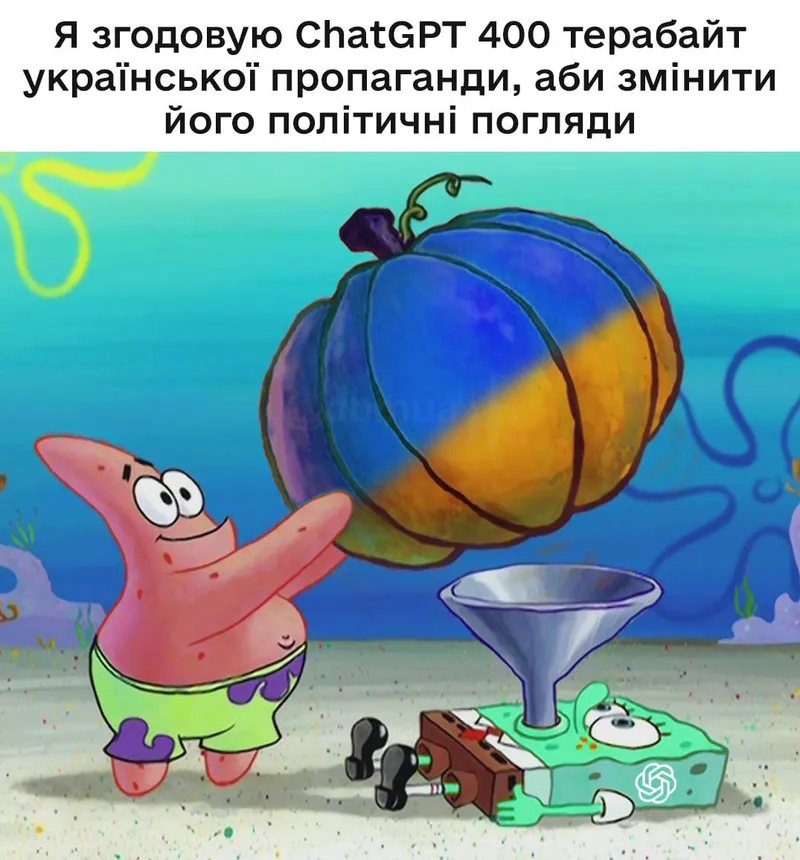 Я згодовую ChatGPT 400 терабайт
української пропаганди, аби змінити
його політичні погляди